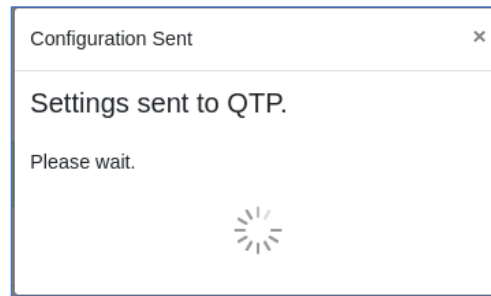 Configuration Sent ×
Settings sent to QTP.
Please wait.